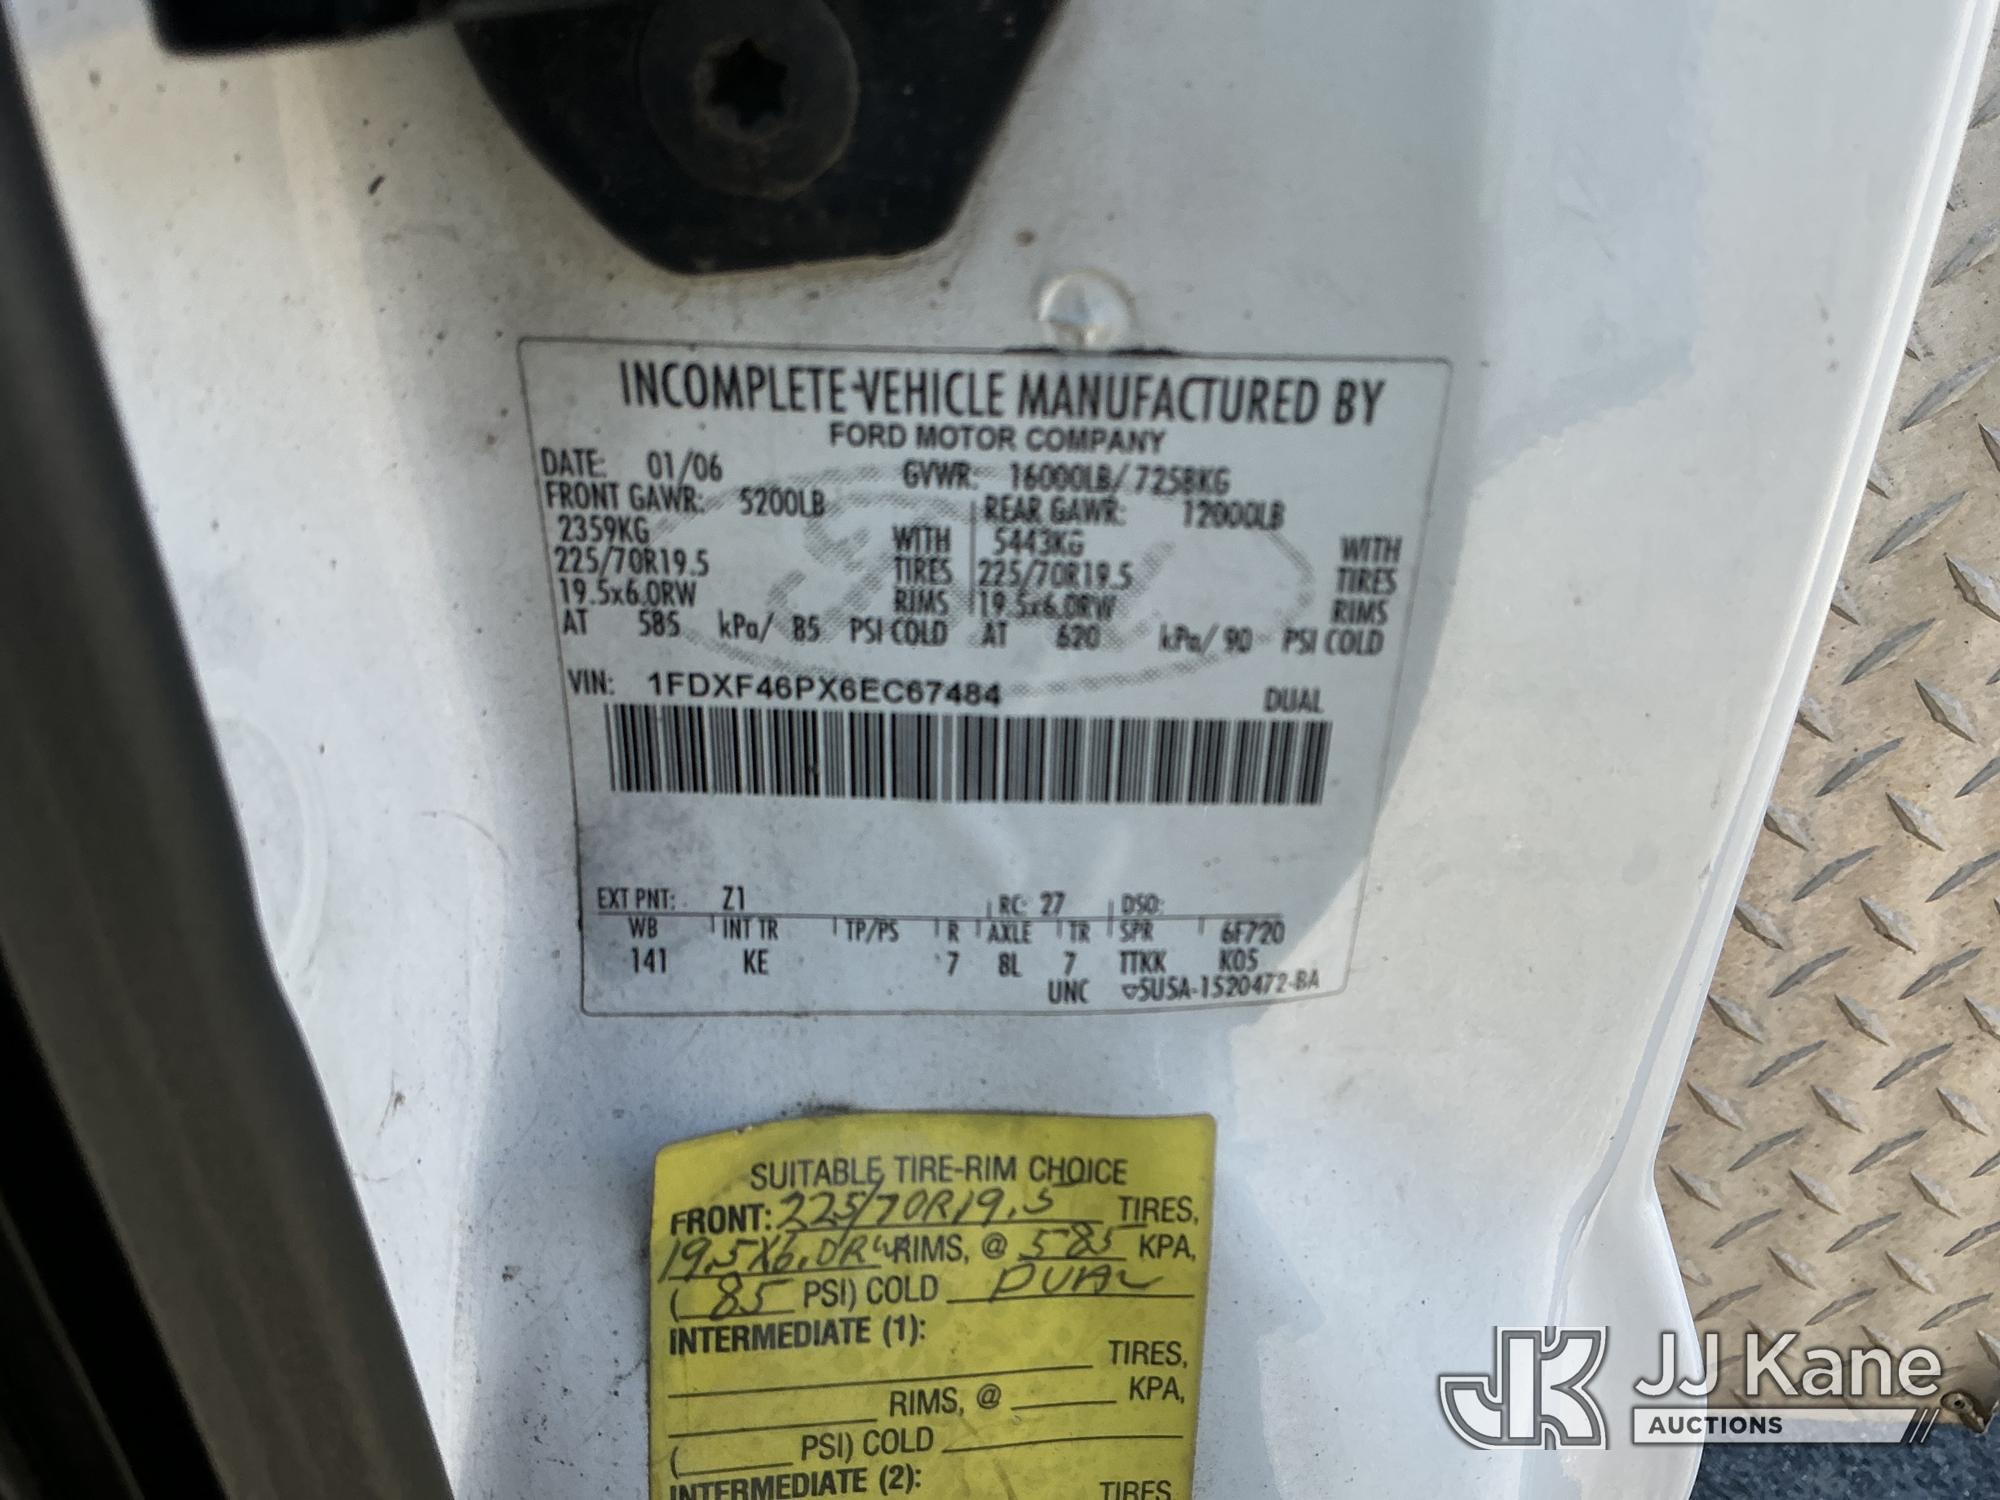 INCOMPLETE-VEHICLE MANUFACTURED BY
FORD MOTOR COMPANY
DATE: 01/06 GVWR: 16000LB/ 7258KG
FRONT GAWR: 5200LB REAR GAWR: 12000LB
2359KG WITH 5443KG WITH
225/70R19.5 TIRES 225/70R19.5 TIRES
19.5x6.0RW RIMS 19.5x6.0RW RIMS
AT 585 kPa/ 85 PSI COLD AT 620 kPa/ 90 PSI COLD
VIN: 1FDXF46PX6EC67484 DUAL
EXT PNT: Z1 RC: 27 DSO:
WB INT TR TP/PS R AXLE TR SPR 6F720
141 KE 7 8L 7 TTKK K05
UNC 5USA-1520472-BA
SUITABLE TIRE-RIM CHOICE
FRONT: 225/70R19.5 TIRES,
19.5X6.0RW RIMS, @ 585 KPA,
(85 PSI) COLD DUAL
INTERMEDIATE (1):
TIRES,
RIMS, @ KPA,
( PSI) COLD
INTERMEDIATE (2):
TIRES
JK JJ Kane
AUCTIONS